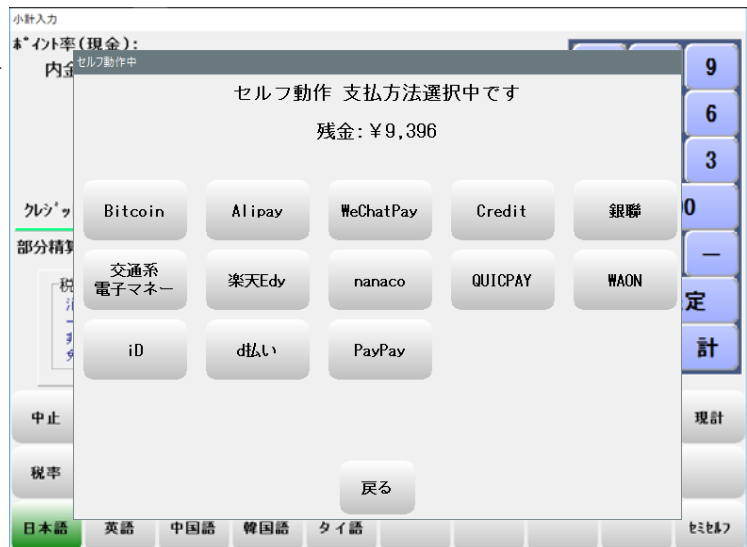 小計入力
ﾎﾟｲﾝﾄ率(現金):
内金
セルフ動作中
9
セルフ動作 支払方法選択中です
残金:¥9,396
6
3
ｸﾚｼﾞｯ
Bitcoin
Alipay
WeChatPay
Credit
銀聯
00
部分精算
交通系
電子マネー
楽天Edy
nanaco
QUICPAY
WAON
－
税
定
iD
d払い
PayPay
計
中止
現計
税率
戻る
日本語
英語
中国語
韓国語
タイ語
ｾﾐｾﾙﾌ